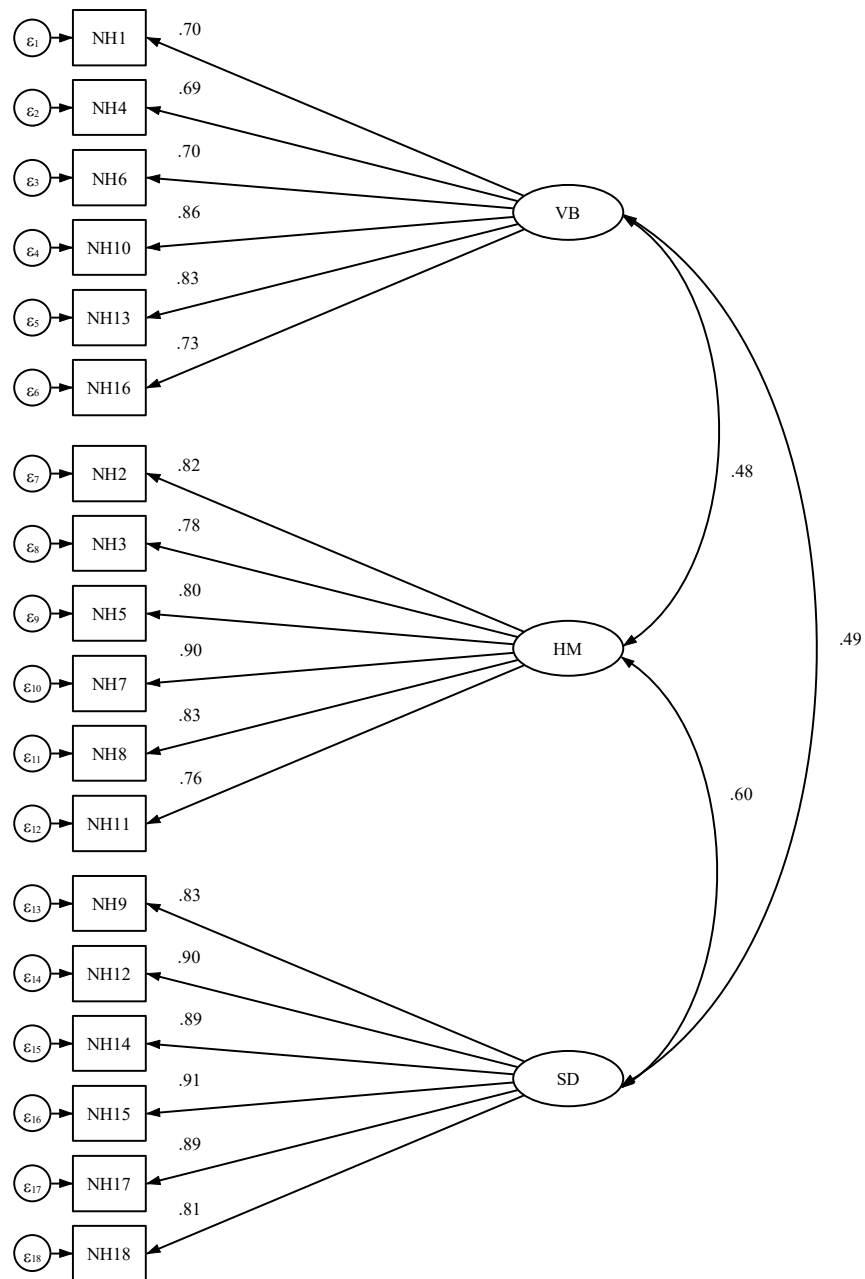 ε1 NH1 .70
ε2 NH4 .69
ε3 NH6 .70
VB
ε4 NH10 .86
ε5 NH13 .83
ε6 NH16 .73
ε7 NH2 .82
.48
ε8 NH3 .78
ε9 NH5 .80
HM
.49
ε10 NH7 .90
ε11 NH8 .83
ε12 NH11 .76
.60
ε13 NH9 .83
ε14 NH12 .90
ε15 NH14 .89
SD
ε16 NH15 .91
ε17 NH17 .89
ε18 NH18 .81